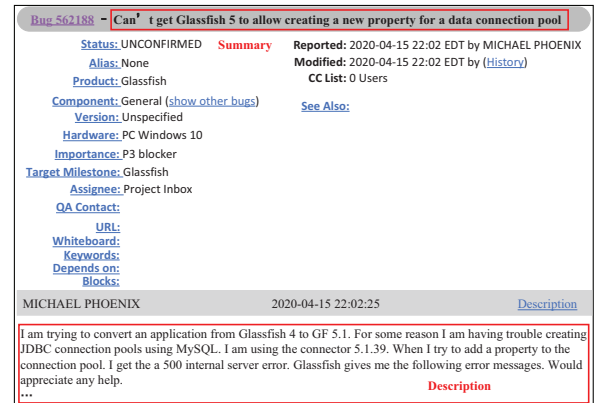 Bug 562188 - Can't get Glassfish 5 to allow creating a new property for a data connection pool
Status: UNCONFIRMED Summary Reported: 2020-04-15 22:02 EDT by MICHAEL PHOENIX
Alias: None Modified: 2020-04-15 22:02 EDT by (History)
Product: Glassfish CC List: 0 Users
Component: General (show other bugs) See Also:
Version: Unspecified
Hardware: PC Windows 10
Importance: P3 blocker
Target Milestone: Glassfish
Assignee: Project Inbox
QA Contact:
URL:
Whiteboard:
Keywords:
Depends on:
Blocks:
MICHAEL PHOENIX 2020-04-15 22:02:25 Description
I am trying to convert an application from Glassfish 4 to GF 5.1. For some reason I am having trouble creating
JDBC connection pools using MySQL. I am using the connector 5.1.39. When I try to add a property to the
connection pool. I get the a 500 internal server error. Glassfish gives me the following error messages. Would
appreciate any help. Description
...